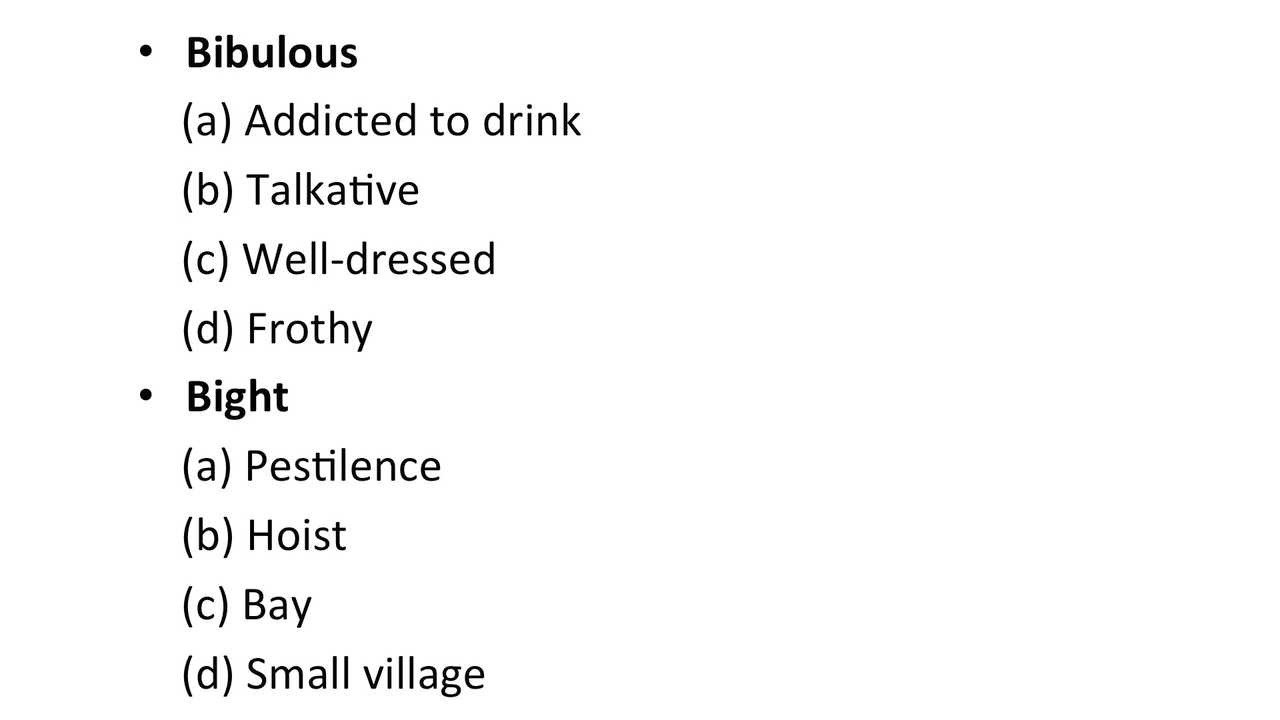 • Bibulous
(a) Addicted to drink
(b) Talkative
(c) Well-dressed
(d) Frothy
• Bight
(a) Pestilence
(b) Hoist
(c) Bay
(d) Small village